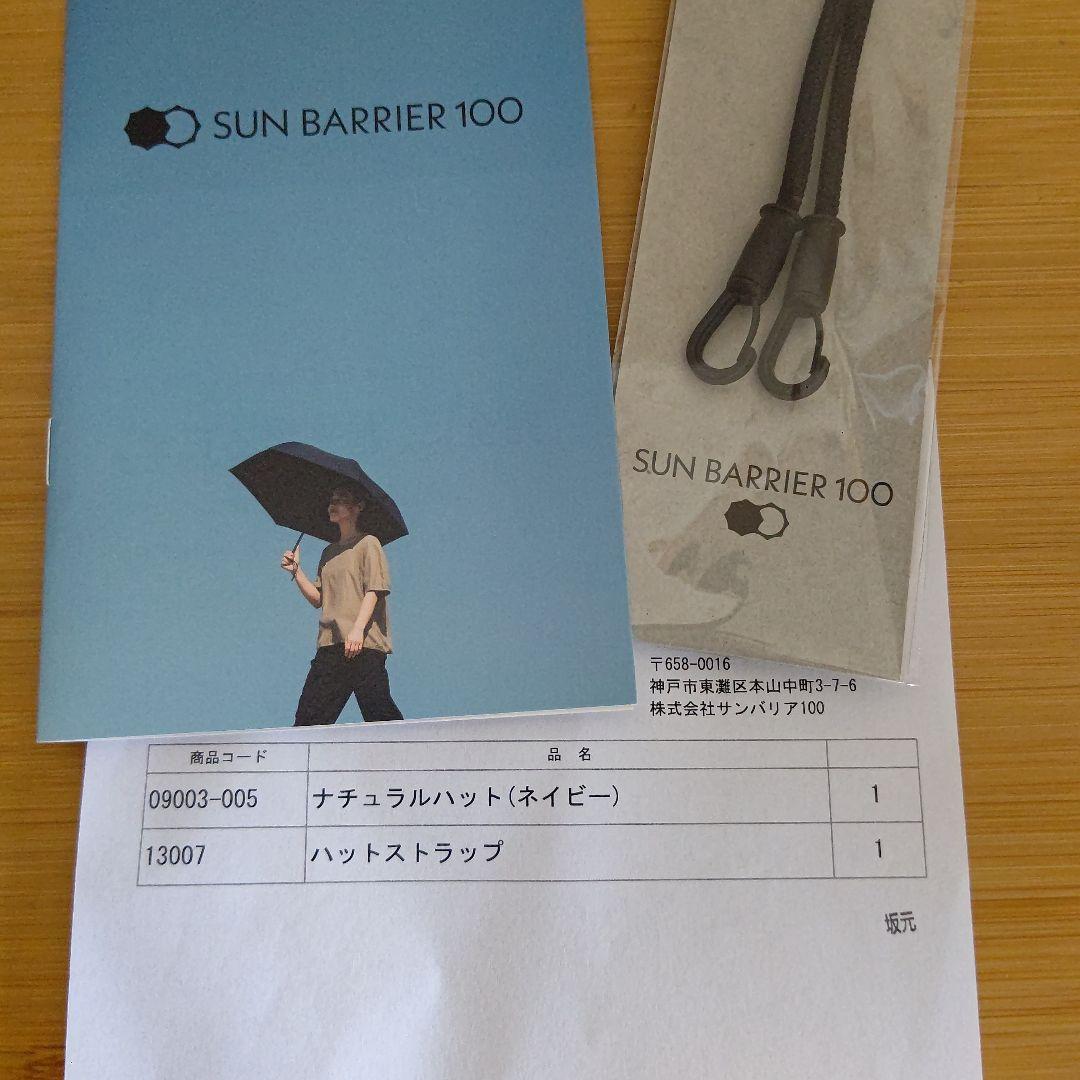 SUN BARRIER 100
SUN BARRIER 100
〒658-0016
神戸市東灘区本山中町3-7-6
株式会社サンバリア100
商品コード 品 名
09003-005 ナチュラルハット(ネイビー) 1
13007 ハットストラップ 1
坂元